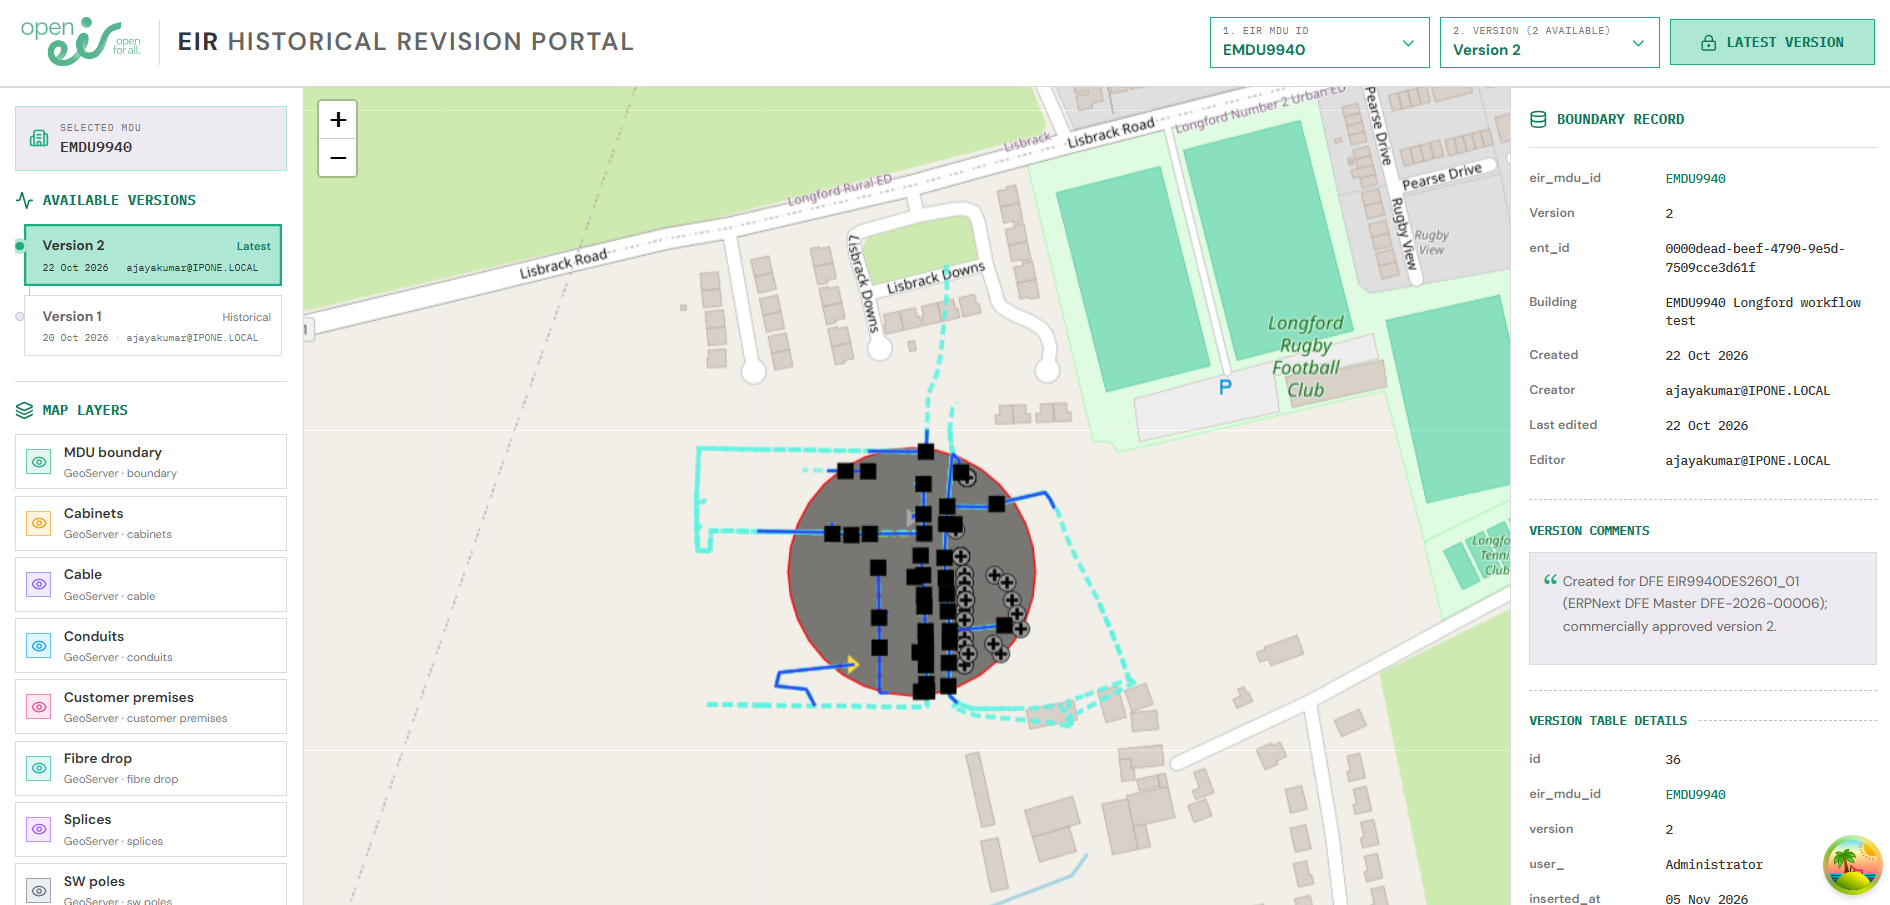 open
eir
open
for all.
EIR HISTORICAL REVISION PORTAL
1. EIR MDU ID
EMDU9940
2. VERSION (2 AVAILABLE)
Version 2
LATEST VERSION
SELECTED MDU
EMDU9940
AVAILABLE VERSIONS
Version 2
Latest
22 Oct 2026 · ajayakumar@IPONE.LOCAL
Version 1
Historical
20 Oct 2026 · ajayakumar@IPONE.LOCAL
MAP LAYERS
MDU boundary
GeoServer · boundary
Cabinets
GeoServer · cabinets
Cable
GeoServer · cable
Conduits
GeoServer · conduits
Customer premises
GeoServer · customer premises
Fibre drop
GeoServer · fibre drop
Splices
GeoServer · splices
SW poles
GeoServer · sw poles
+
−
Lisbrack Road
Longford Rural ED
Lisbrack
Lisbrack Road
Longford Number 2 Urban ED
Pearse Drive
Pearse Drive
Rugby View
Rugby
View
Lisbrack Downs
Lisbrack Downs
Longford
Rugby
Football
Club
P
Longfo
Tenni
Club
BOUNDARY RECORD
eir_mdu_id
EMDU9940
Version
2
ent_id
0000dead-beef-4790-9e5d-
7509cce3d61f
Building
EMDU9940 Longford workflow
test
Created
22 Oct 2026
Creator
ajayakumar@IPONE.LOCAL
Last edited
22 Oct 2026
Editor
ajayakumar@IPONE.LOCAL
VERSION COMMENTS
“ Created for DFE EIR9940DES2601_01
(ERPNext DFE Master DFE-2026-00006);
commercially approved version 2.
VERSION TABLE DETAILS
id
36
eir_mdu_id
EMDU9940
version
2
user_
Administrator
inserted_at
05 Nov 2026